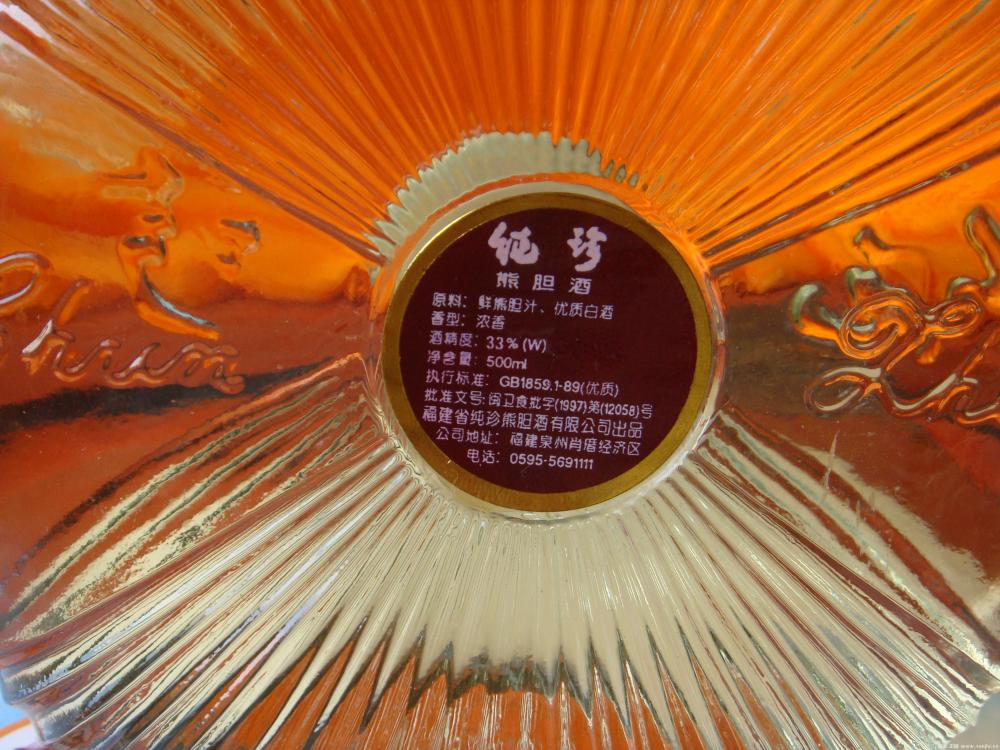 纯珍
熊胆酒
原料：鲜熊胆汁、优质白酒
香型：浓香
酒精度：33%(W)
净含量：500ml
执行标准：GB1859.1-89(优质)
批准文号:闽卫食批字(1997)第(12058)号
福建省纯珍熊胆酒有限公司出品
公司地址：福建泉州肖厝经济区
电话：0595-5691111